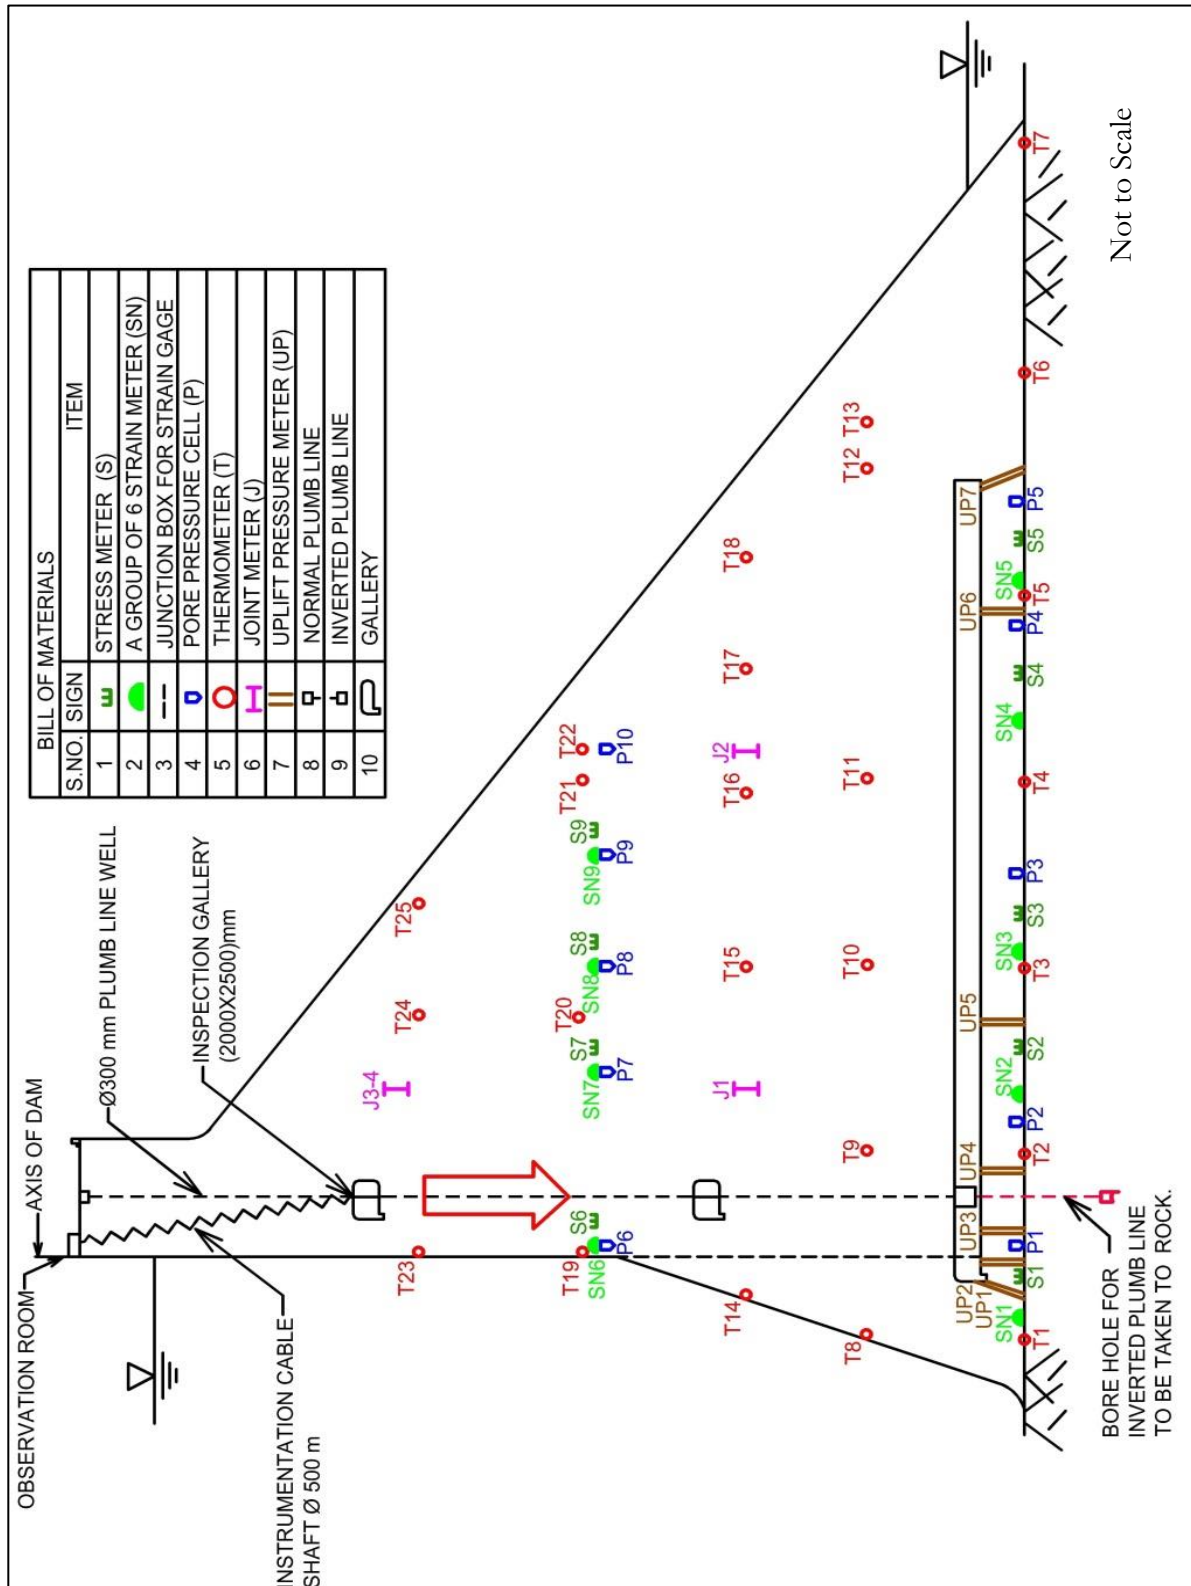 BILL OF MATERIALS
S.NO. SIGN ITEM
1 STRESS METER (S)
2 A GROUP OF 6 STRAIN METER (SN)
3 JUNCTION BOX FOR STRAIN GAGE
4 PORE PRESSURE CELL (P)
5 THERMOMETER (T)
6 JOINT METER (J)
7 UPLIFT PRESSURE METER (UP)
8 NORMAL PLUMB LINE
9 INVERTED PLUMB LINE
10 GALLERY
OBSERVATION ROOM
AXIS OF DAM
Ø300 mm PLUMB LINE WELL
INSPECTION GALLERY
(2000X2500)mm
INSTRUMENTATION CABLE
SHAFT Ø 500 m
T23
J3-4
T24
T25
T19
T20
T21
T22
SN6
S6
P6
SN7
S7
P7
SN8
S8
P8
SN9
S9
P9
P10
T14
J1
T15
T16
J2
T17
T18
T8
T9
T10
T11
T12
T13
UP2
UP1
UP3
UP4
UP5
UP6
UP7
SN1
S1
SN2
SN3
SN4
SN5
T1
P1
T2
P2
S2
T3
S3
P3
T4
S4
P4
T5
S5
P5
T6
T7
BORE HOLE FOR
INVERTED PLUMB LINE
TO BE TAKEN TO ROCK.
Not to Scale